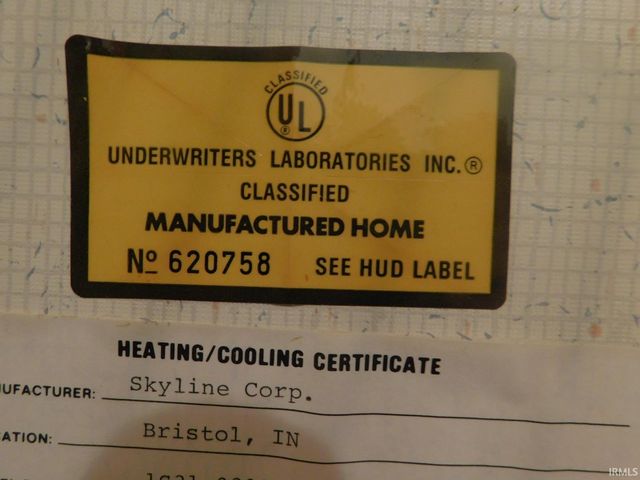 CLASSIFIED
UL
®
UNDERWRITERS LABORATORIES INC.®
CLASSIFIED
MANUFACTURED HOME
Nº 620758 SEE HUD LABEL
HEATING/COOLING CERTIFICATE
UFACTURER: Skyline Corp.
ATION: Bristol, IN
IRMLS